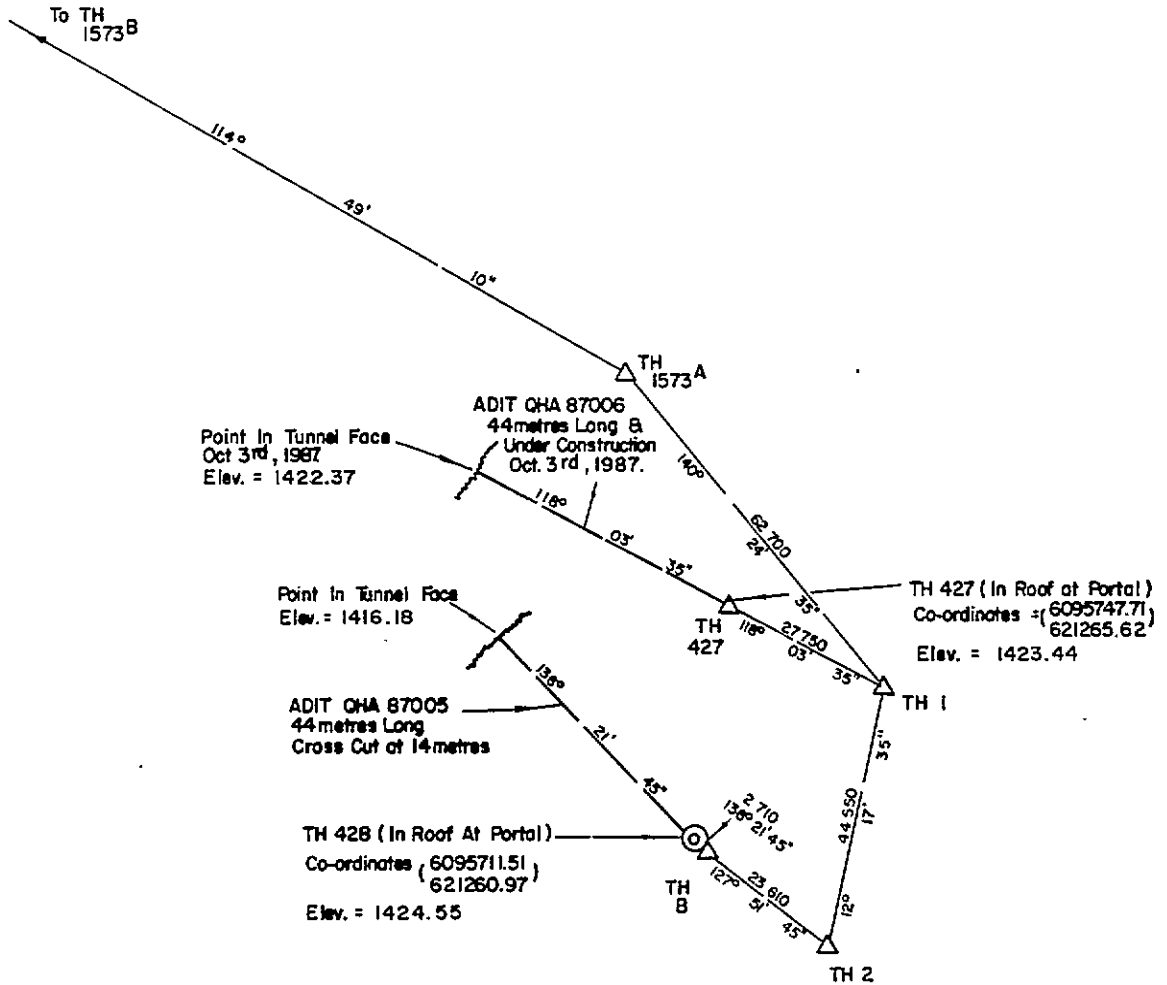 To TH
1573B
114°
49'
10"
TH
1573A
ADIT QHA 87006
44 metres Long &
Under Construction
Oct. 3rd, 1987.
Point In Tunnel Face
Oct 3rd, 1987
Elev. = 1422.37
118°
03'
35"
140°
62 700
24'
35"
TH 427 (In Roof at Portal)
Co-ordinates = (6095747.71)
621265.62
Elev. = 1423.44
TH
427
118°
27750
03'
35"
TH 1
Point In Tunnel Face
Elev. = 1416.18
138°
21'
45"
ADIT QHA 87005
44 metres Long
Cross Cut at 14 metres
35"
44 550
17'
12°
2 710
138° 21' 45"
TH 428 (In Roof At Portal)
Co-ordinates (6095711.51)
621260.97
Elev. = 1424.55
TH
B
127°
23 610
51'
45"
TH 2